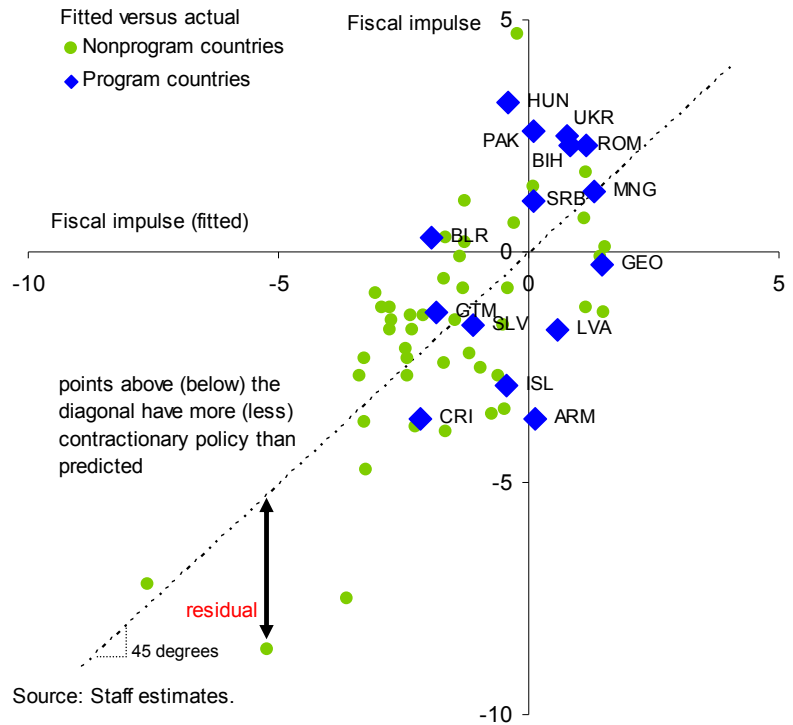 Fitted versus actual
Nonprogram countries
Program countries
Fiscal impulse
5
HUN
UKR
PAK
BIH
ROM
MNG
SRB
Fiscal impulse (fitted)
BLR
-10
-5
0
0
5
GEO
GTM
SLV
LVA
ISL
CRI
ARM
points above (below) the
diagonal have more (less)
contractionary policy than
predicted
-5
residual
45 degrees
Source: Staff estimates.
-10